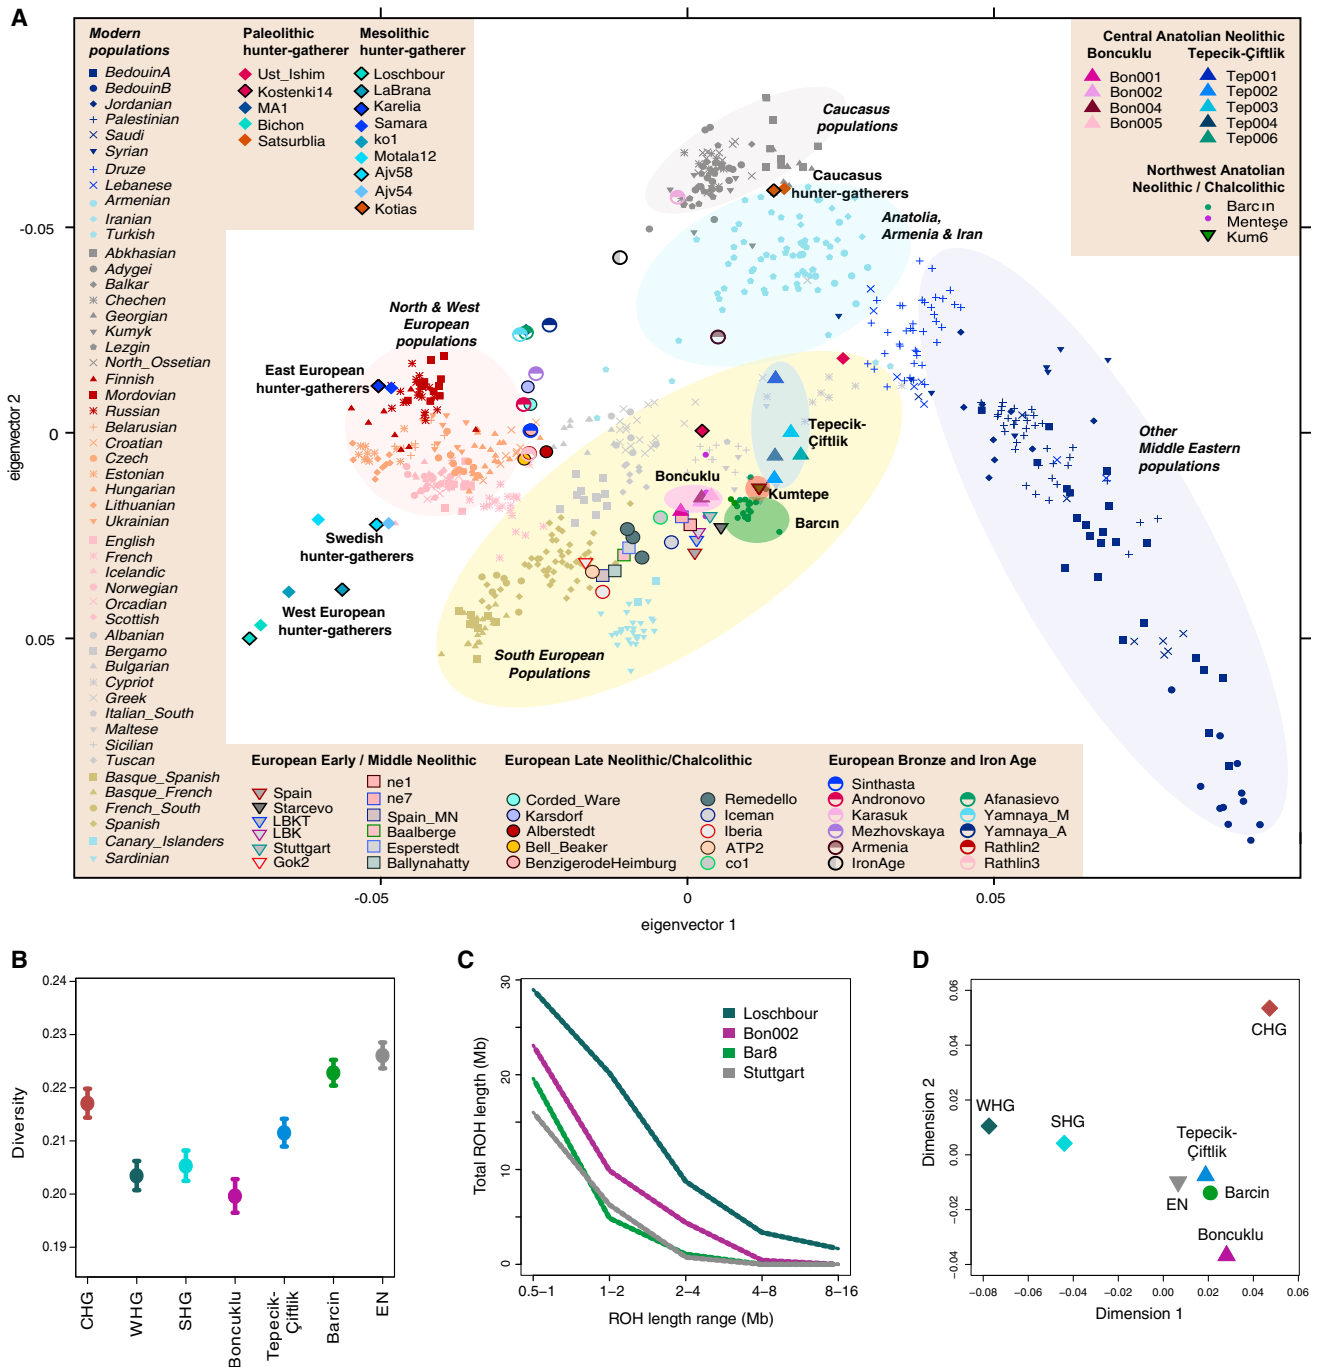 A
Modern
populations
BedouinA
BedouinB
Jordanian
Palestinian
Saudi
Syrian
Druze
Lebanese
Armenian
Iranian
Turkish
Abkhasian
Adygei
Balkar
Chechen
Georgian
Kumyk
Lezgin
North_Ossetian
Finnish
Mordovian
Russian
Belarusian
Croatian
Czech
Estonian
Hungarian
Lithuanian
Ukrainian
English
French
Icelandic
Norwegian
Orcadian
Scottish
Albanian
Bergamo
Bulgarian
Cypriot
Greek
Italian_South
Maltese
Sicilian
Tuscan
Basque_Spanish
Basque_French
French_South
Spanish
Canary_Islanders
Sardinian
Paleolithic
hunter-gatherer
Ust_Ishim
Kostenki14
MA1
Bichon
Satsurblia
Mesolithic
hunter-gatherer
Loschbour
LaBrana
Karelia
Samara
ko1
Motala12
Ajv58
Ajv54
Kotias
Central Anatolian Neolithic
Boncuklu
Tepecik-Çiftlik
Bon001
Bon002
Bon004
Bon005
Tep001
Tep002
Tep003
Tep004
Tep006
Northwest Anatolian
Neolithic / Chalcolithic
Barcın
Menteşe
Kum6
Caucasus
populations
Caucasus
hunter-gatherers
Anatolia,
Armenia & Iran
North & West
European
populations
East European
hunter-gatherers
Tepecik-
Çiftlik
Boncuklu
Kumtepe
Barcın
Other
Middle Eastern
populations
Swedish
hunter-gatherers
West European
hunter-gatherers
South European
Populations
European Early / Middle Neolithic
Spain
Starcevo
LBKT
LBK
Stuttgart
Gok2
ne1
ne7
Spain_MN
Baalberge
Esperstedt
Ballynahatty
European Late Neolithic/Chalcolithic
Corded_Ware
Karsdorf
Alberstedt
Bell_Beaker
BenzigerodeHeimburg
Remedello
Iceman
Iberia
ATP2
co1
European Bronze and Iron Age
Sinthasta
Andronovo
Karasuk
Mezhovskaya
Armenia
IronAge
Afanasievo
Yamnaya_M
Yamnaya_A
Rathlin2
Rathlin3
-0.05
0
0.05
eigenvector 2
-0.05
0
0.05
eigenvector 1
B
0.24
0.23
0.22
0.21
0.20
0.19
Diversity
CHG
WHG
SHG
Boncuklu
Tepecik-
Çiftlik
Barcin
EN
C
30
20
10
0
Total ROH length (Mb)
Loschbour
Bon002
Bar8
Stuttgart
0.5–1
1–2
2–4
4–8
8–16
ROH length range (Mb)
D
0.06
0.04
0.02
0.00
−0.02
−0.04
Dimension 2
CHG
WHG
SHG
Tepecik-
Çiftlik
EN
Barcin
Boncuklu
−0.08
−0.06
−0.04
−0.02
0.00
0.02
0.04
0.06
Dimension 1